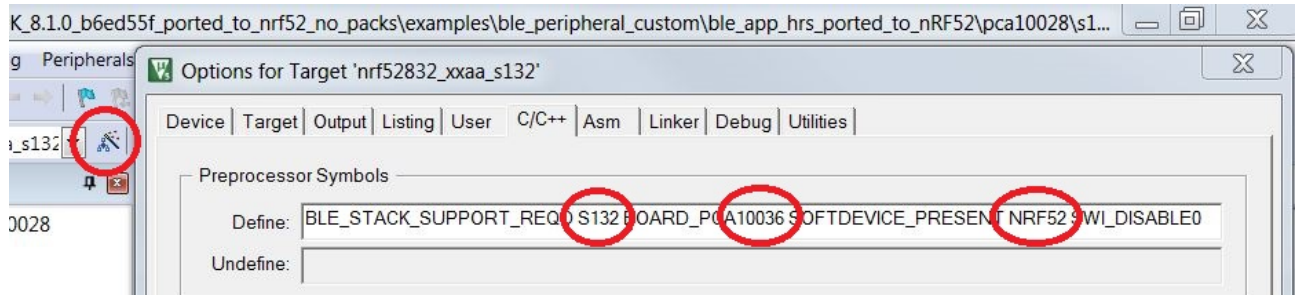 K_8.1.0_b6ed55f_ported_to_nrf52_no_packs\examples\ble_peripheral_custom\ble_app_hrs_ported_to_nRF52\pca10028\s1...
g Peripherals
Options for Target 'nrf52832_xxaa_s132'
Device Target Output Listing User C/C++ Asm Linker Debug Utilities
a_s132
Preprocessor Symbols
0028
Define: BLE_STACK_SUPPORT_REQD S132 BOARD_PCA10036 SOFTDEVICE_PRESENT NRF52 SWI_DISABLE0
Undefine: